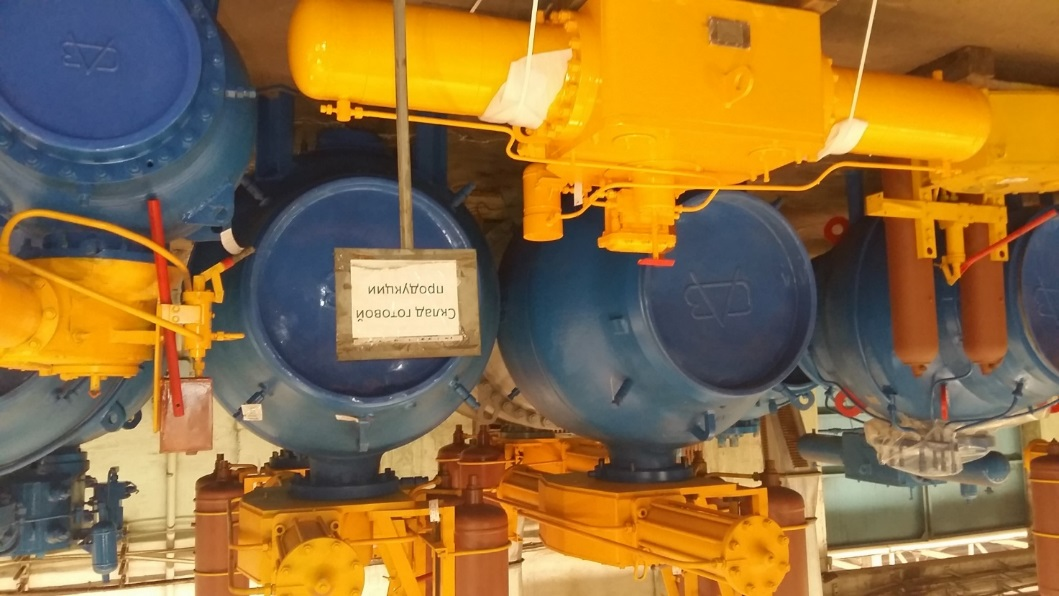 Склад готовой
продукции